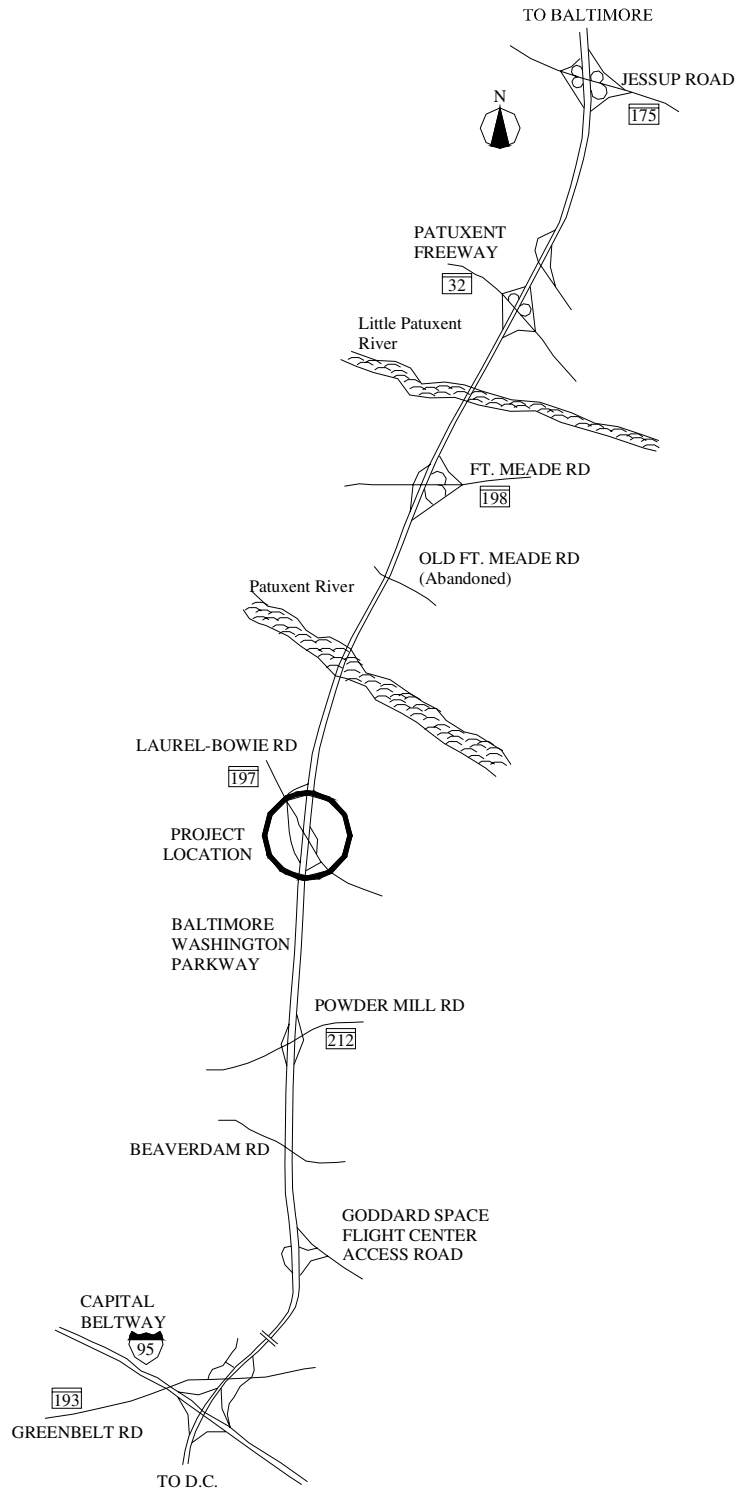 TO BALTIMORE
JESSUP ROAD
175
N
PATUXENT
FREEWAY
32
Little Patuxent
River
FT. MEADE RD
198
OLD FT. MEADE RD
(Abandoned)
Patuxent River
LAUREL-BOWIE RD
197
PROJECT
LOCATION
BALTIMORE
WASHINGTON
PARKWAY
POWDER MILL RD
212
BEAVERDAM RD
GODDARD SPACE
FLIGHT CENTER
ACCESS ROAD
CAPITAL
BELTWAY
95
193
GREENBELT RD
TO D.C.